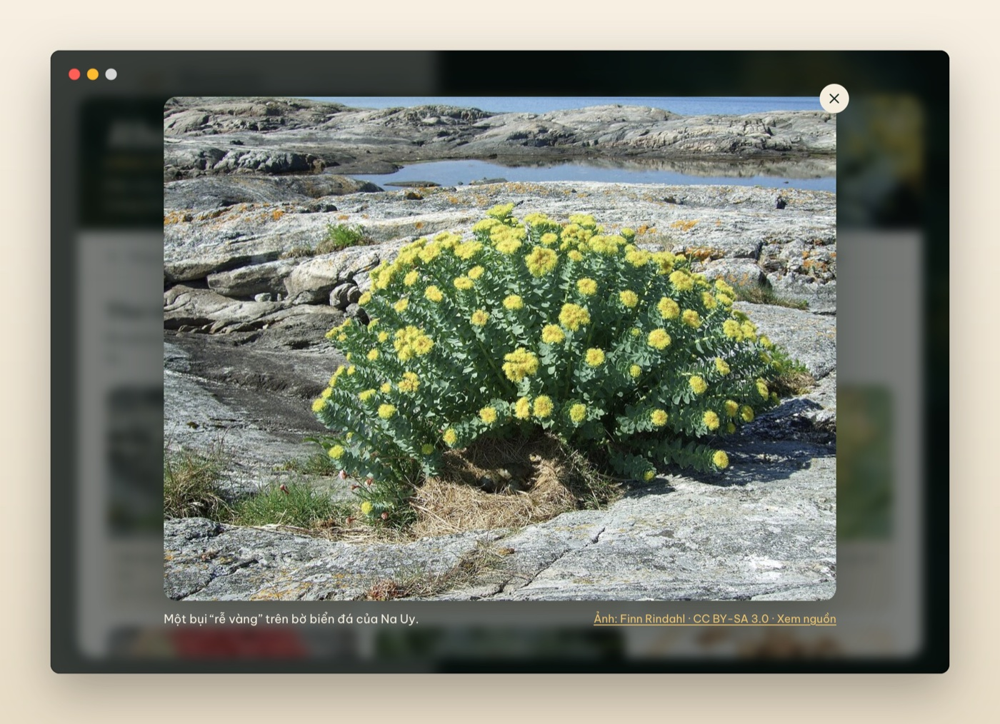 Một bụi “rễ vàng” trên bờ biển đá của Na Uy.
Ảnh: Finn Rindahl · CC BY-SA 3.0 · Xem nguồn